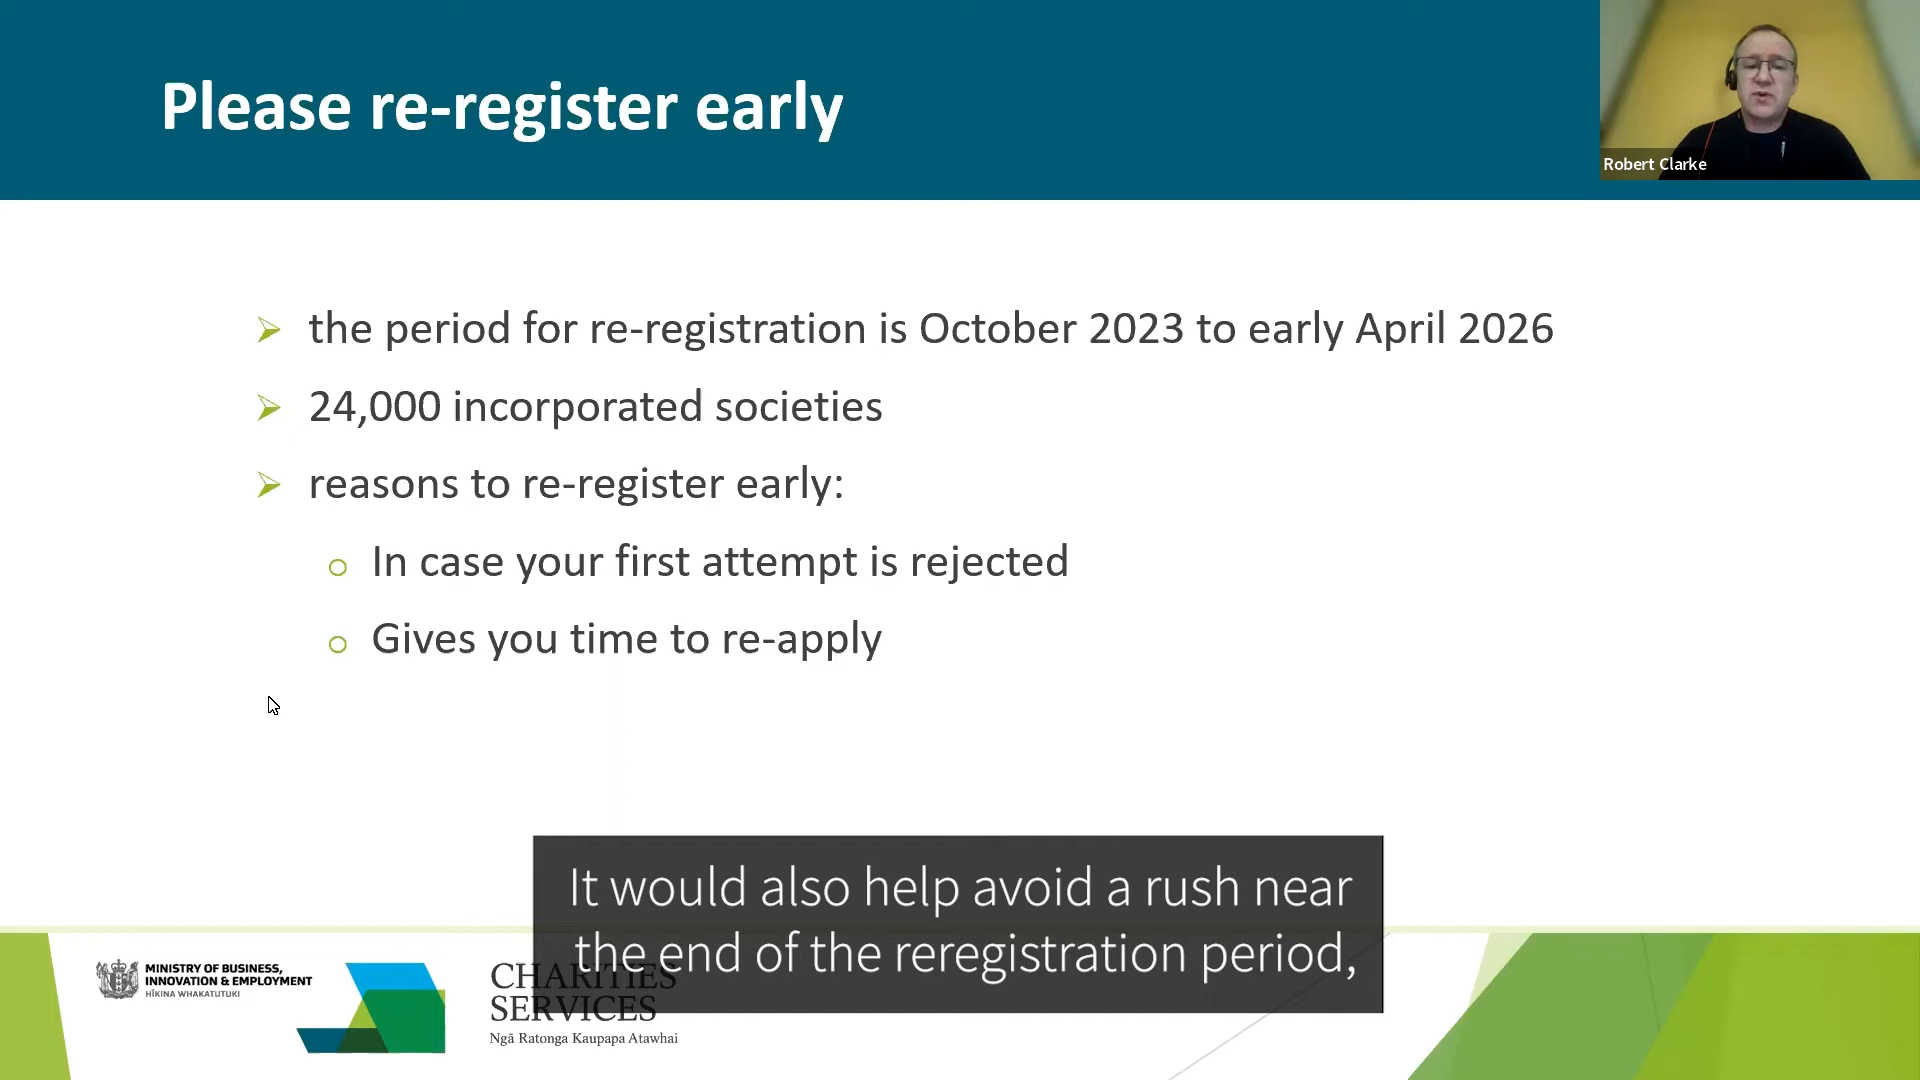 Please re-register early
Robert Clarke
the period for re-registration is October 2023 to early April 2026
24,000 incorporated societies
reasons to re-register early:
In case your first attempt is rejected
Gives you time to re-apply
It would also help avoid a rush near
the end of the reregistration period,
MINISTRY OF BUSINESS,
INNOVATION & EMPLOYMENT
HĪKINA WHAKATUTUKI
CHARITIES
SERVICES
Ngā Ratonga Kaupapa Atawhai